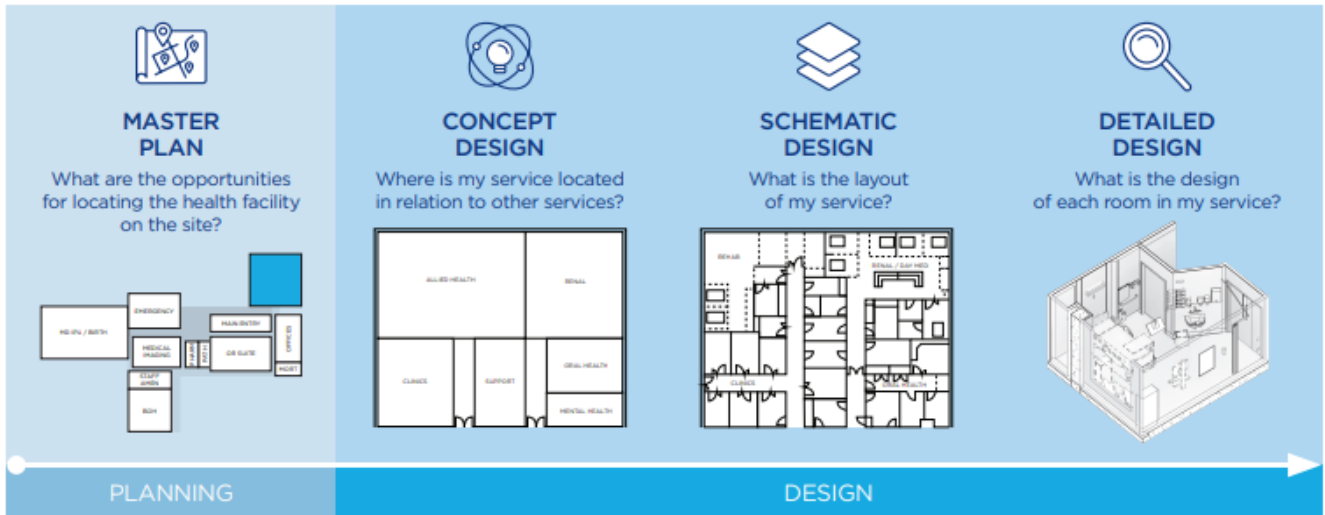 MASTER
PLAN
What are the opportunities
for locating the health facility
on the site?
EMERGENCY
MAIN ENTRY
OFFICES
MEDICAL
IMAGING
PATH
OR SUITE
MORT
STAFF
AMEN
BOH
CONCEPT
DESIGN
Where is my service located
in relation to other services?
ALLIED HEALTH
RENAL
CLINICS
SUPPORT
ORAL HEALTH
MENTAL HEALTH
SCHEMATIC
DESIGN
What is the layout
of my service?
REHAB
RENAL / DAY MED
CLINICS
ORAL HEALTH
DETAILED
DESIGN
What is the design
of each room in my service?
PLANNING
DESIGN